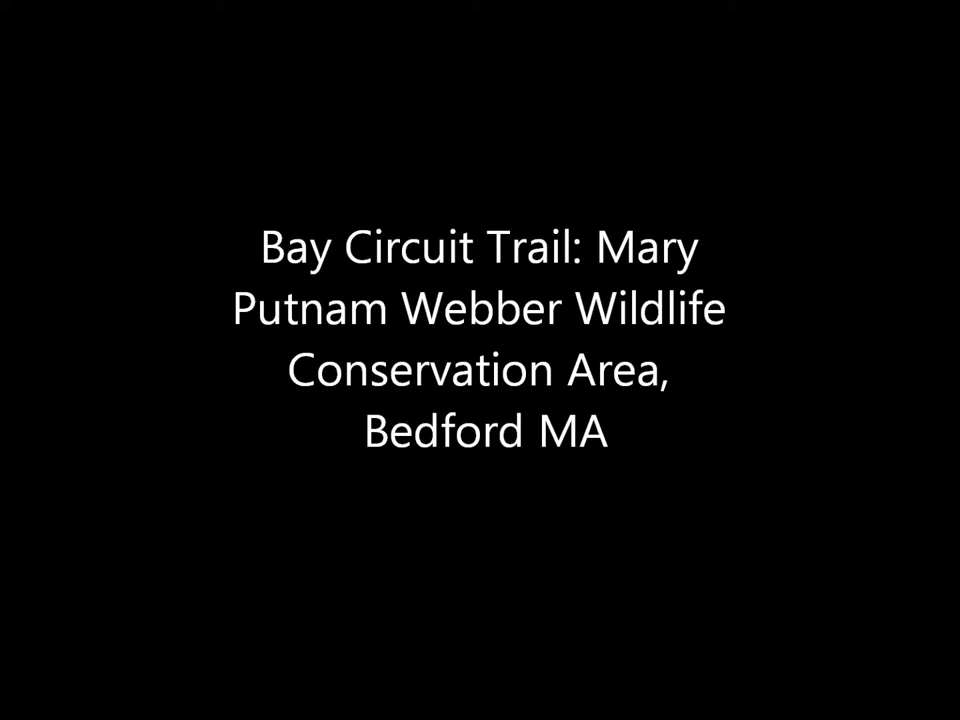 Bay Circuit Trail: Mary
Putnam Webber Wildlife
Conservation Area,
Bedford MA